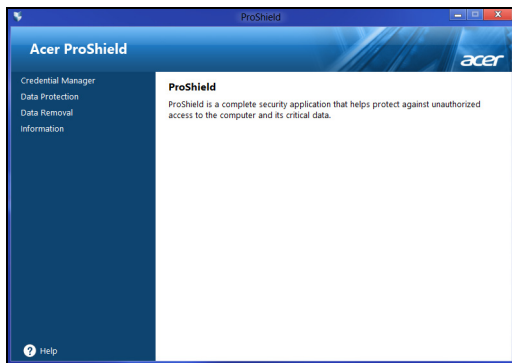 ProShield
Acer ProShield
acer
Credential Manager
Data Protection
Data Removal
Information
ProShield
ProShield is a complete security application that helps protect against unauthorized
access to the computer and its critical data.
Help